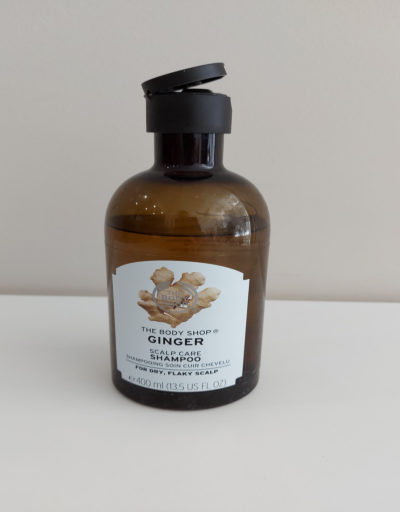 THE BODY SHOP®
GINGER
SCALP CARE
SHAMPOO
SHAMPOOING SOIN CUIR CHEVELU
FOR DRY, FLAKY SCALP
e 400 ml (13.5 US FL OZ)